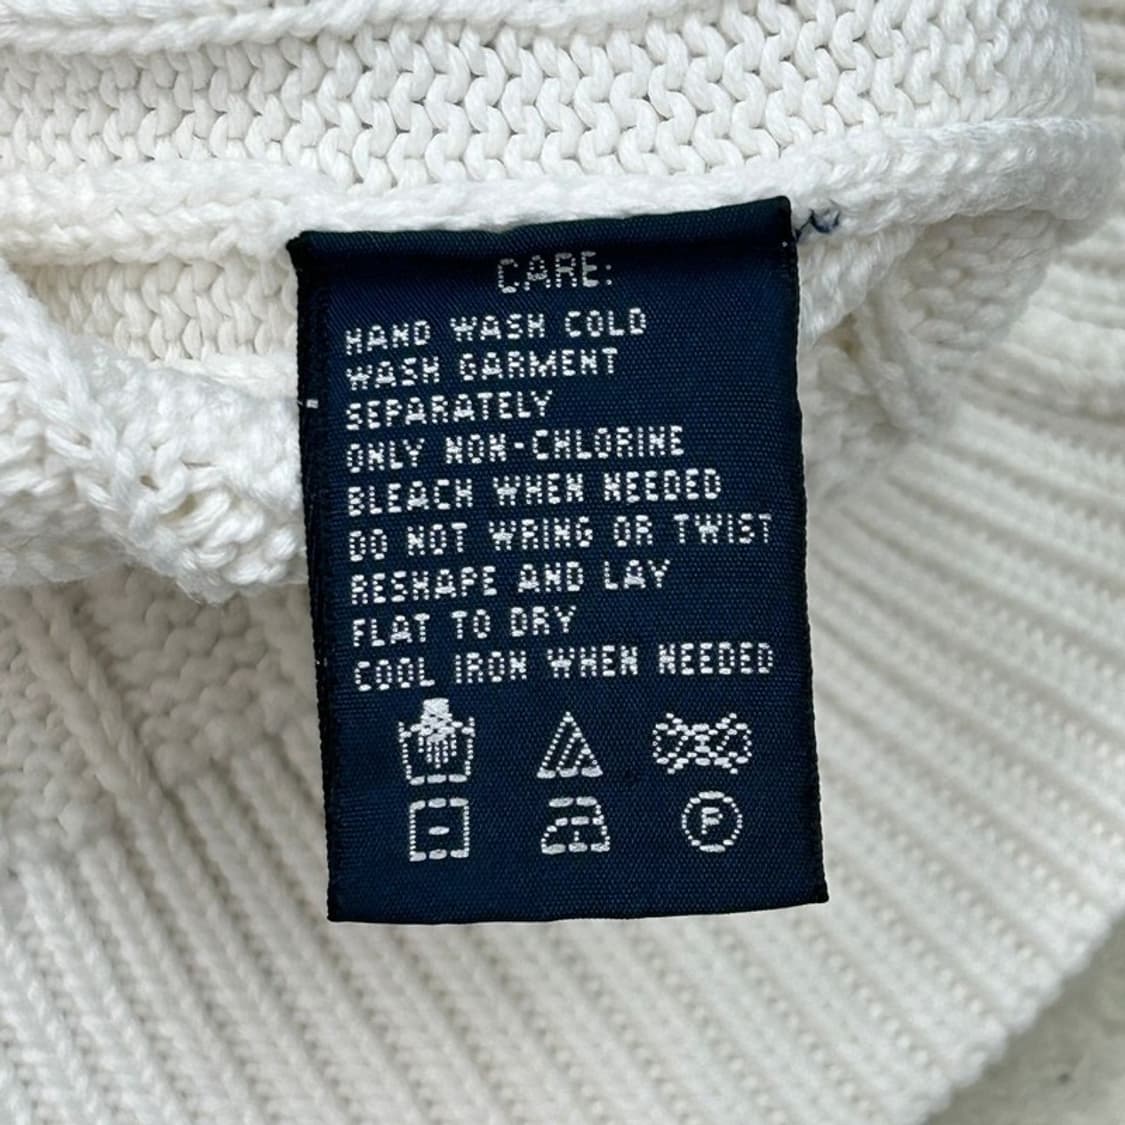 CARE:
HAND WASH COLD
WASH GARMENT
SEPARATELY
ONLY NON-CHLORINE
BLEACH WHEN NEEDED
DO NOT WRING OR TWIST
RESHAPE AND LAY
FLAT TO DRY
COOL IRON WHEN NEEDED
P